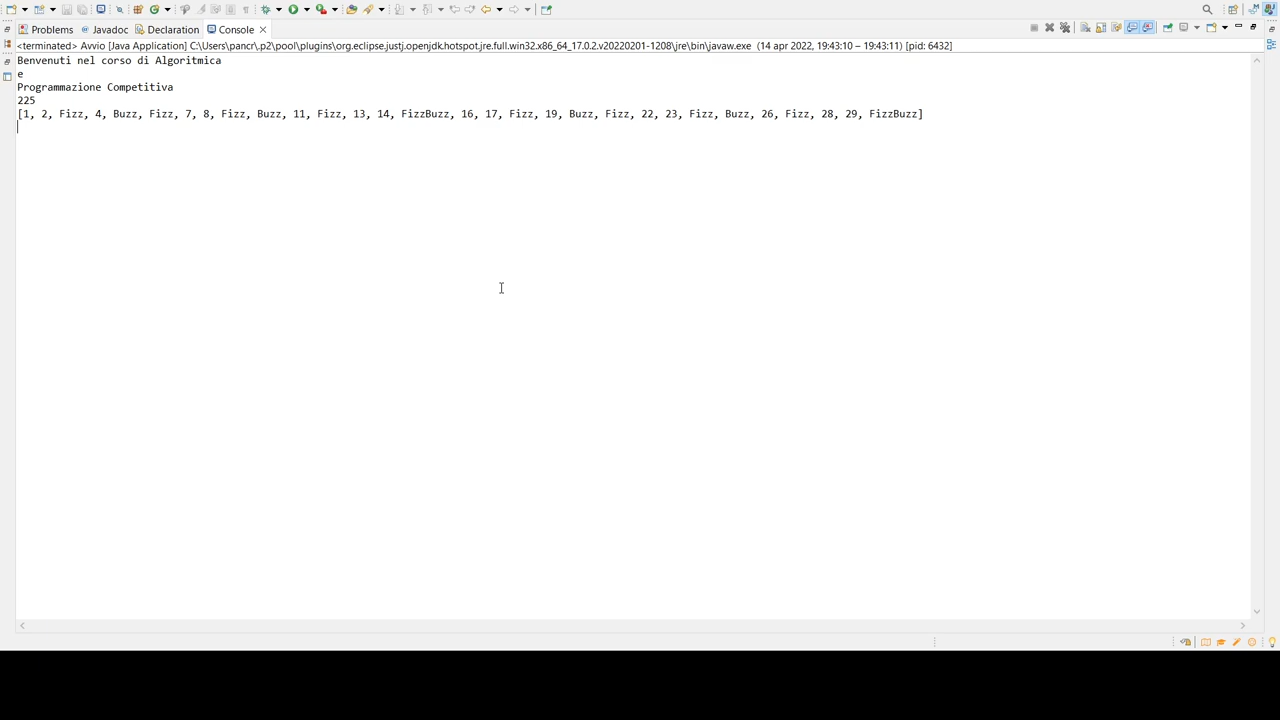 Problems Javadoc Declaration Console
<terminated> Avvio [Java Application] C:\Users\pancr\.p2\pool\plugins\org.eclipse.justj.openjdk.hotspot.jre.full.win32.x86_64_17.0.2.v20220201-1208\jre\bin\javaw.exe (14 apr 2022, 19:43:10 – 19:43:11) [pid: 6432]
Benvenuti nel corso di Algoritmica
e
Programmazione Competitiva
225
[1, 2, Fizz, 4, Buzz, Fizz, 7, 8, Fizz, Buzz, 11, Fizz, 13, 14, FizzBuzz, 16, 17, Fizz, 19, Buzz, Fizz, 22, 23, Fizz, Buzz, 26, Fizz, 28, 29, FizzBuzz]